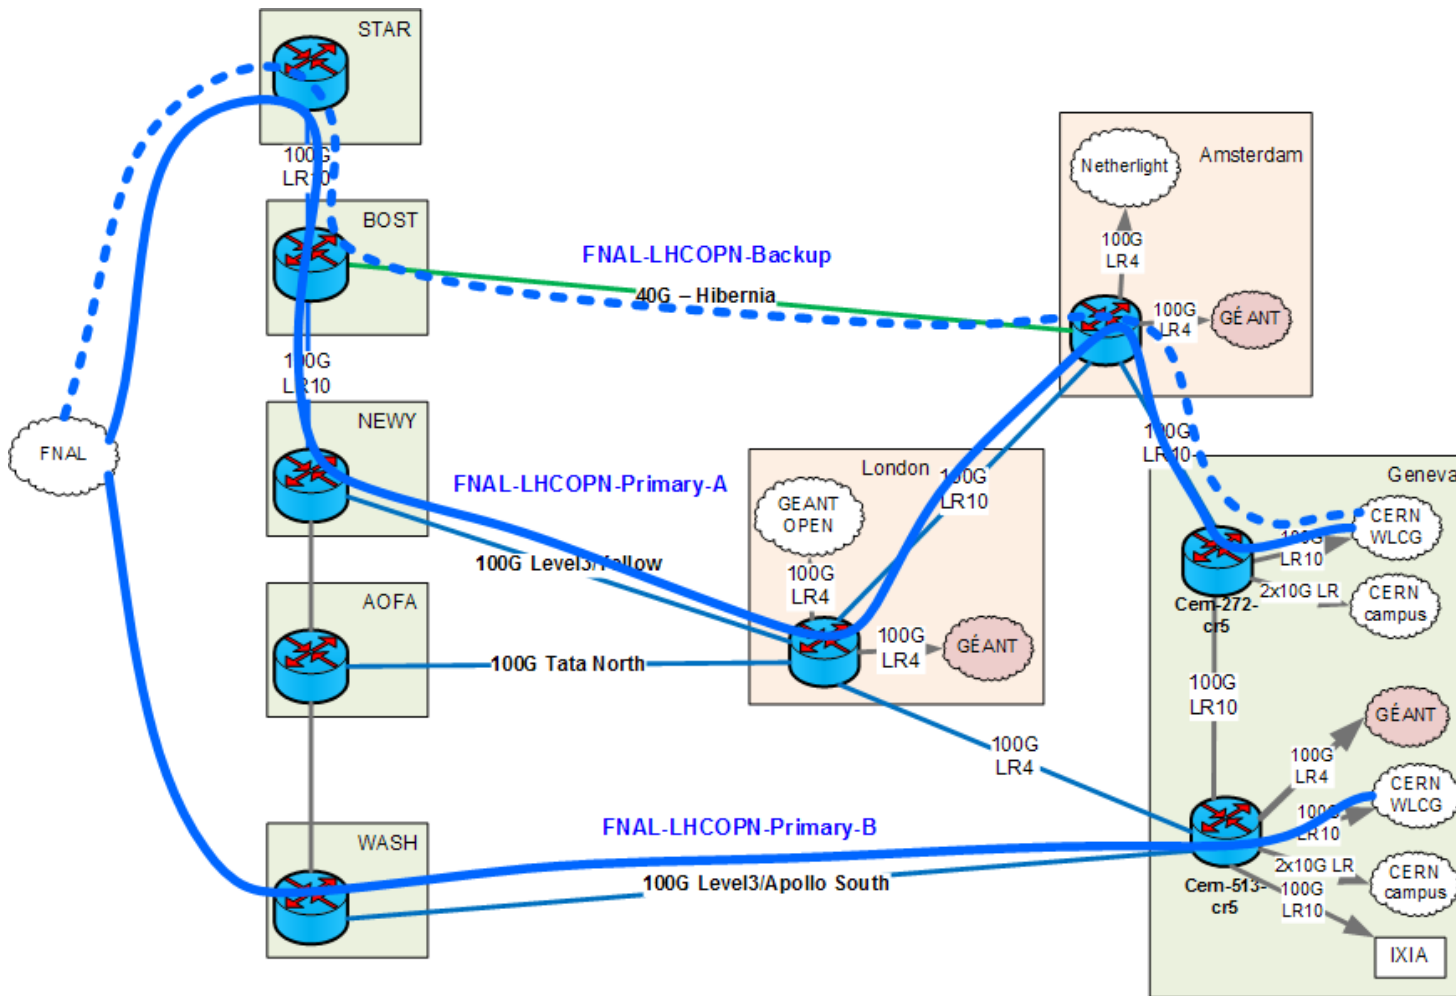 STAR
100G
LR10
BOST
FNAL-LHCOPN-Backup
40G – Hibernia
Amsterdam
Netherlight
100G
LR4
100G
LR4
GÉANT
100G
LR10
NEWY
FNAL
FNAL-LHCOPN-Primary-A
100G Level3/Yellow
London
GEANT
OPEN
100G
LR4
100G
LR10
100G
LR10
Geneva
CERN
WLCG
100G
LR10
2x10G LR
CERN
campus
Cern-272-
cr5
AOFA
100G Tata North
100G
LR4
GÉANT
100G
LR10
100G
LR4
GÉANT
100G
LR4
CERN
WLCG
100G
LR10
WASH
FNAL-LHCOPN-Primary-B
100G Level3/Apollo South
Cern-513-
cr5
2x10G LR
100G
LR10
CERN
campus
IXIA